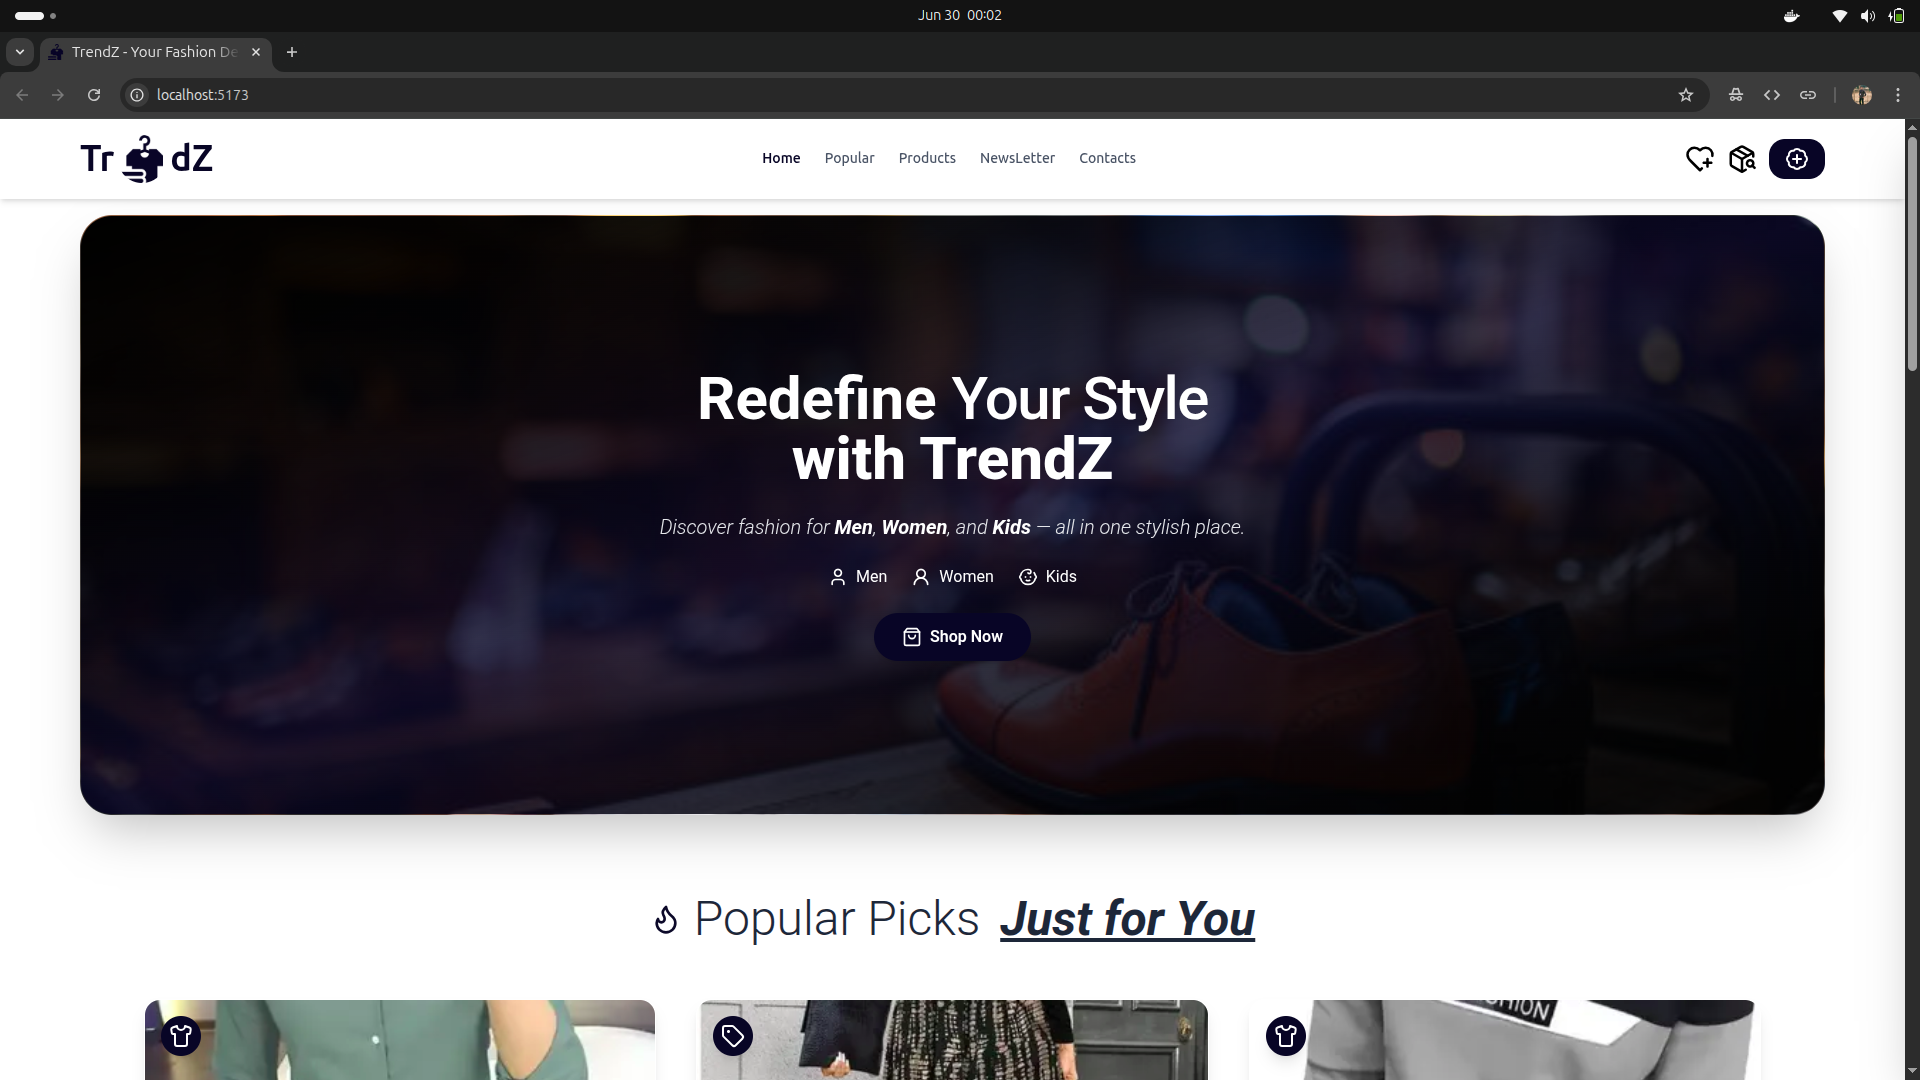 Jun 30 00:02
TrendZ - Your Fashion De
localhost:5173
Tr dZ
Home Popular Products NewsLetter Contacts
Redefine Your Style
with TrendZ
Discover fashion for Men, Women, and Kids — all in one stylish place.
Men Women Kids
Shop Now
Popular Picks Just for You